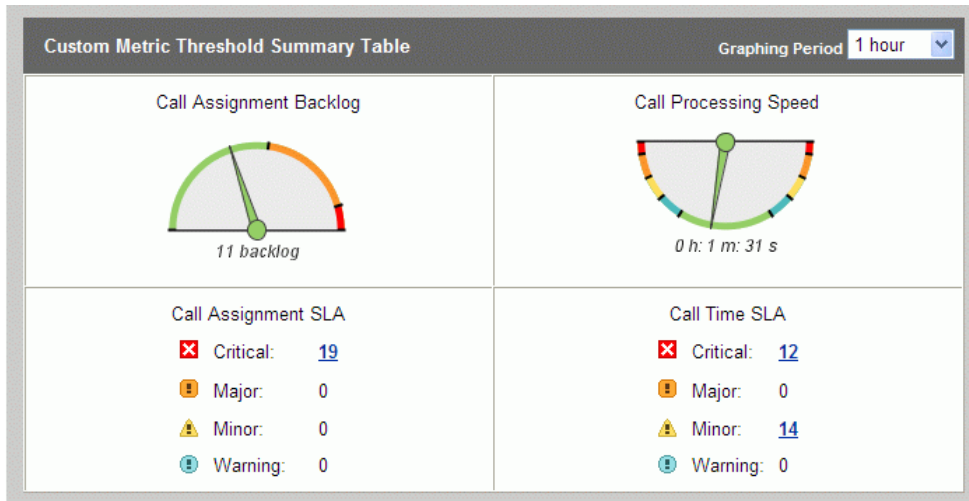 Custom Metric Threshold Summary Table
Graphing Period 1 hour
Call Assignment Backlog
11 backlog
Call Processing Speed
0 h: 1 m: 31 s
Call Assignment SLA
Critical: 19
Major: 0
Minor: 0
Warning: 0
Call Time SLA
Critical: 12
Major: 0
Minor: 14
Warning: 0